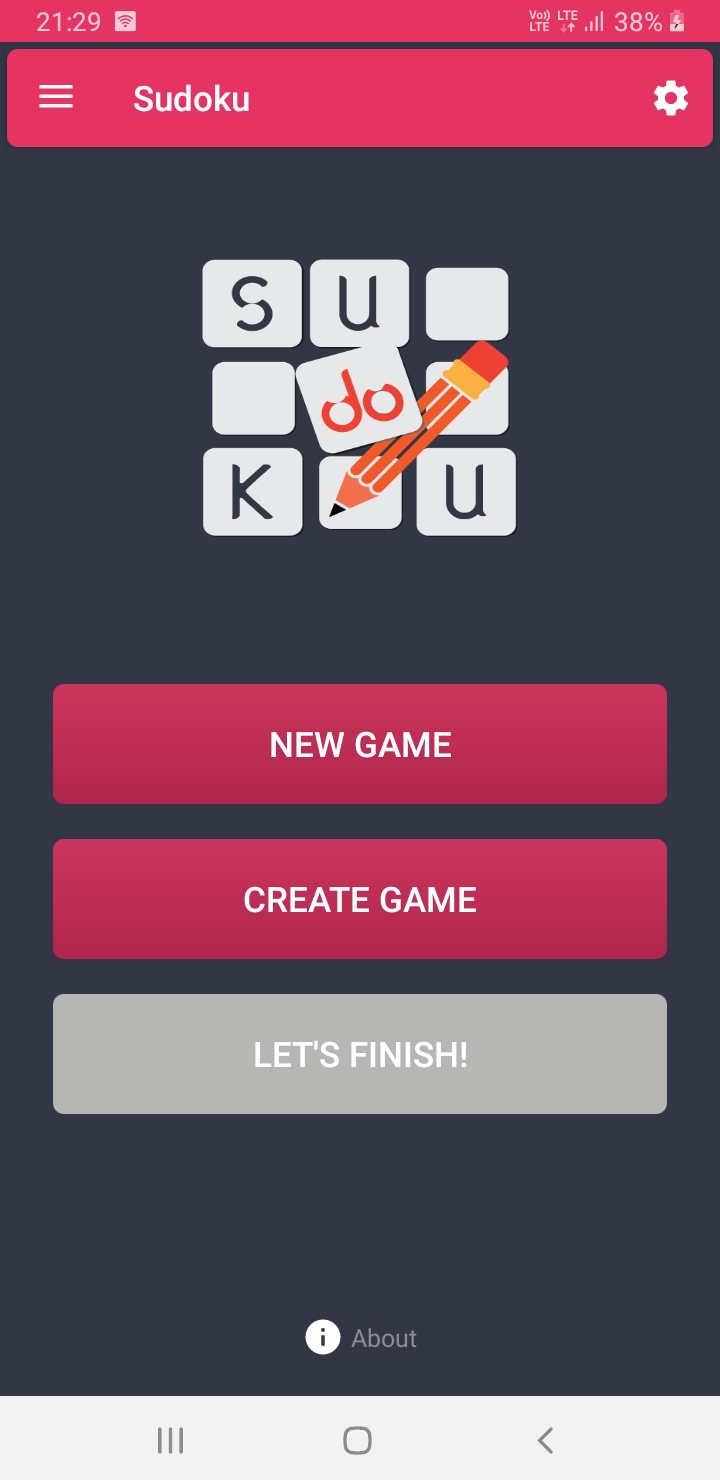 21:29 Vo)) LTE LTE 38%
Sudoku
S U
do
K U
NEW GAME
CREATE GAME
LET'S FINISH!
About